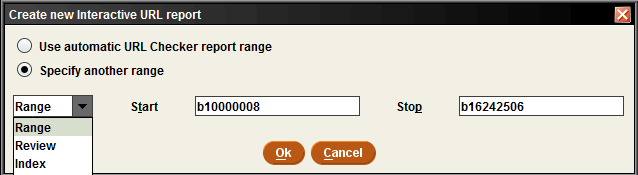 Create new Interactive URL report
Use automatic URL Checker report range
Specify another range
Range Start b10000008 Stop b16242506
Range
Review
Index
Ok Cancel